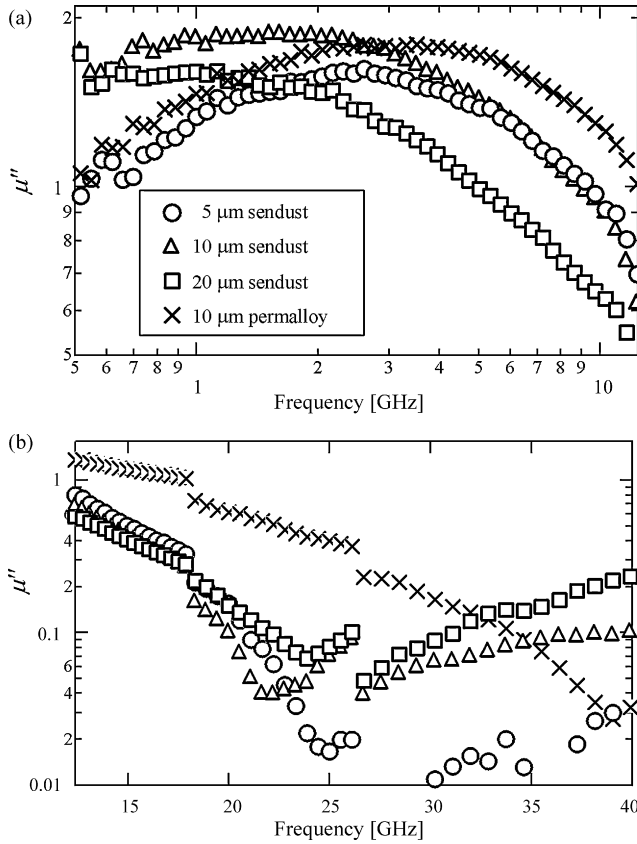 (a)
2
1
9
8
7
6
5
μ''
5 μm sendust
10 μm sendust
20 μm sendust
10 μm permalloy
5 6 7 8 9 1 2 3 4 5 6 7 8 9 10
Frequency [GHz]
(b)
1
6
4
2
0.1
6
4
2
0.01
μ''
15 20 25 30 35 40
Frequency [GHz]